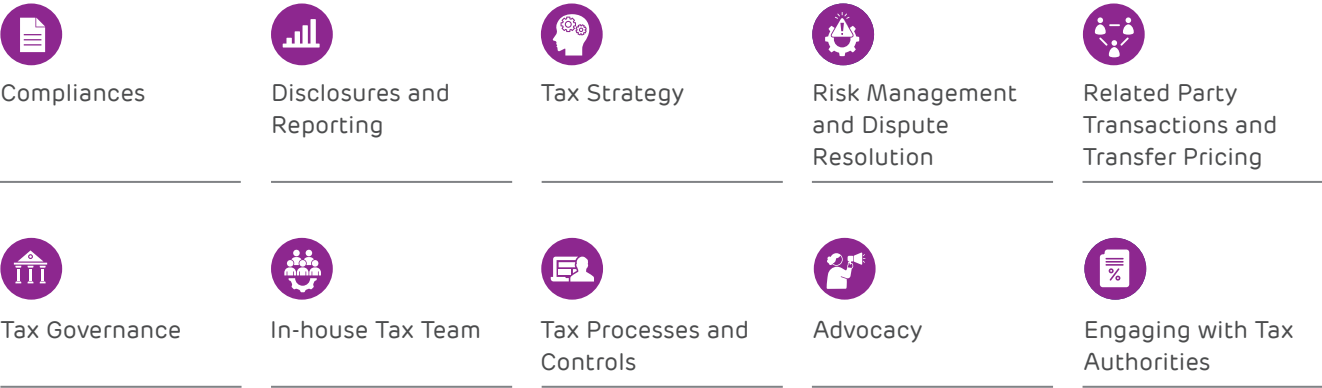 Compliances
Disclosures and
Reporting
Tax Strategy
Risk Management
and Dispute
Resolution
Related Party
Transactions and
Transfer Pricing
Tax Governance
In-house Tax Team
Tax Processes and
Controls
Advocacy
%
Engaging with Tax
Authorities